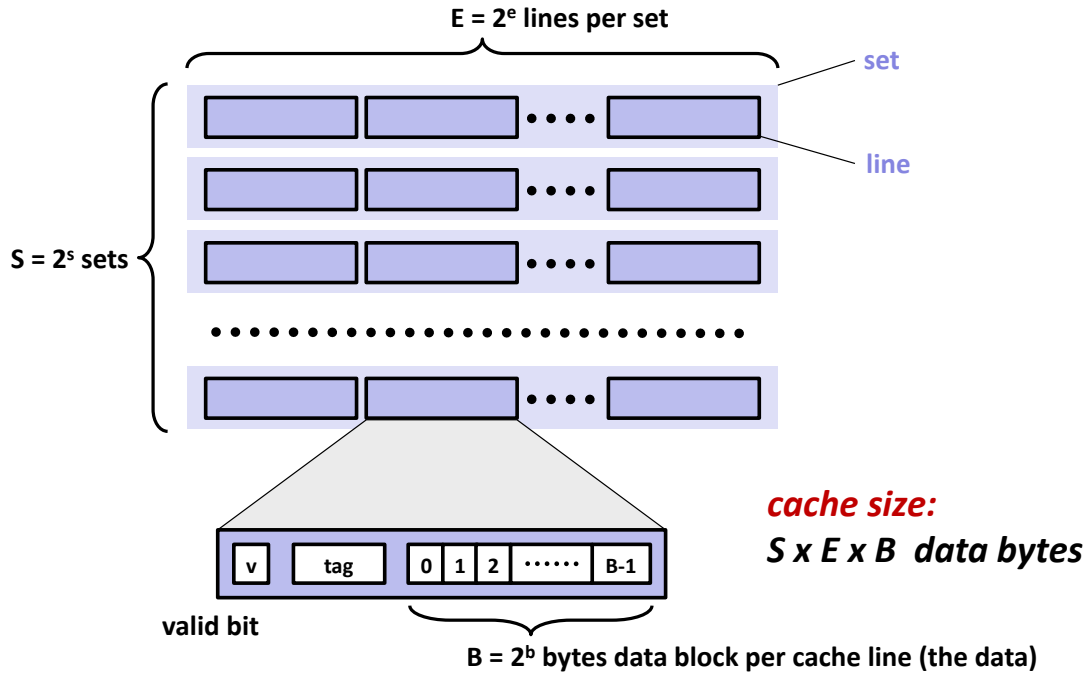 E = 2ᵉ lines per set
set
line
S = 2ˢ sets
v
tag
0 1 2 ······ B-1
cache size:
S x E x B data bytes
valid bit
B = 2ᵇ bytes data block per cache line (the data)